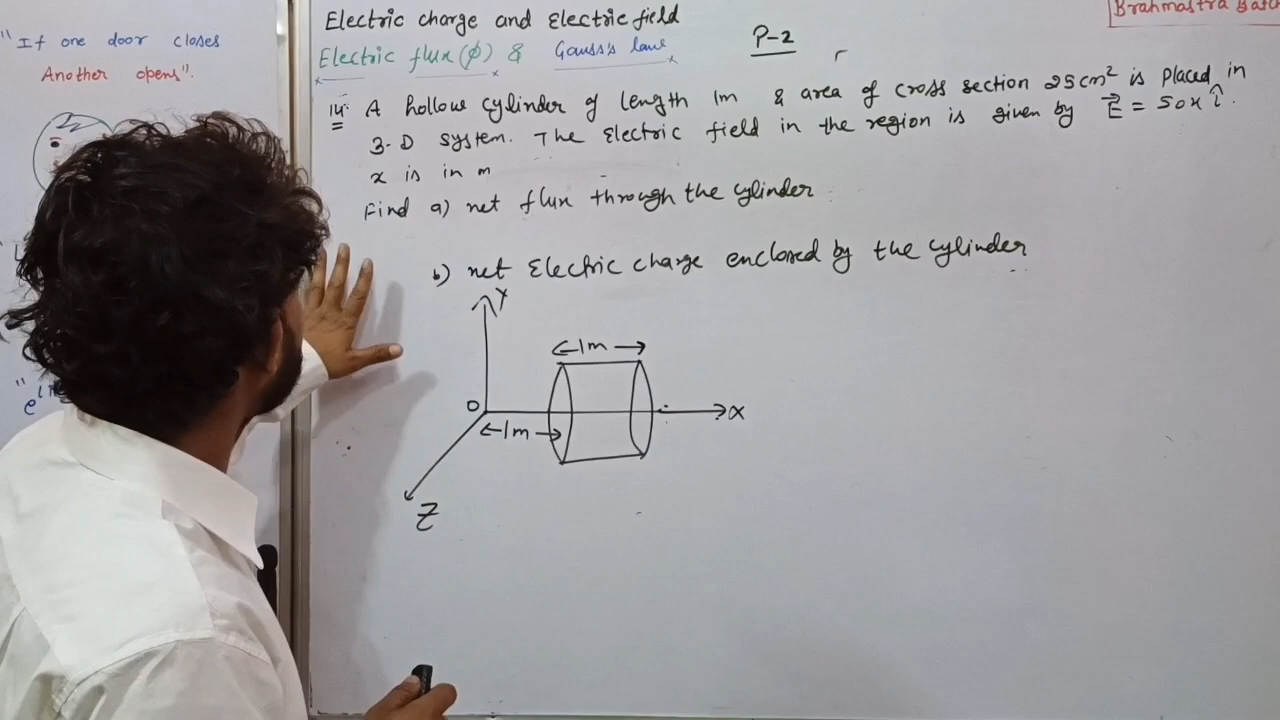 "If one door closes
Another opens".
Electric charge and Electric field
Electric flux(ϕ) & Gauss's law
P-2
Brahmastra Batch
14. A hollow cylinder of length 1m & area of cross section 25cm² is placed in
3-D system. The Electric field in the region is given by E⃗ = 50x î.
x is in m
Find a) net flux through the cylinder
b) net Electric charge enclosed by the cylinder
Y
←1m→
O
x
←1m→
Z